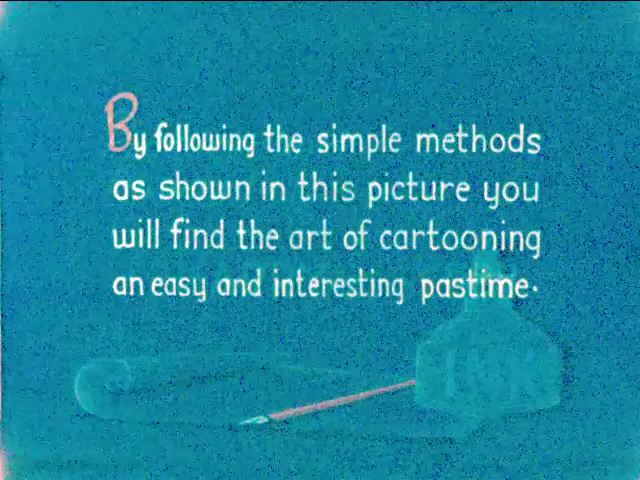 By following the simple methods
as shown in this picture you
will find the art of cartooning
an easy and interesting pastime.
INK